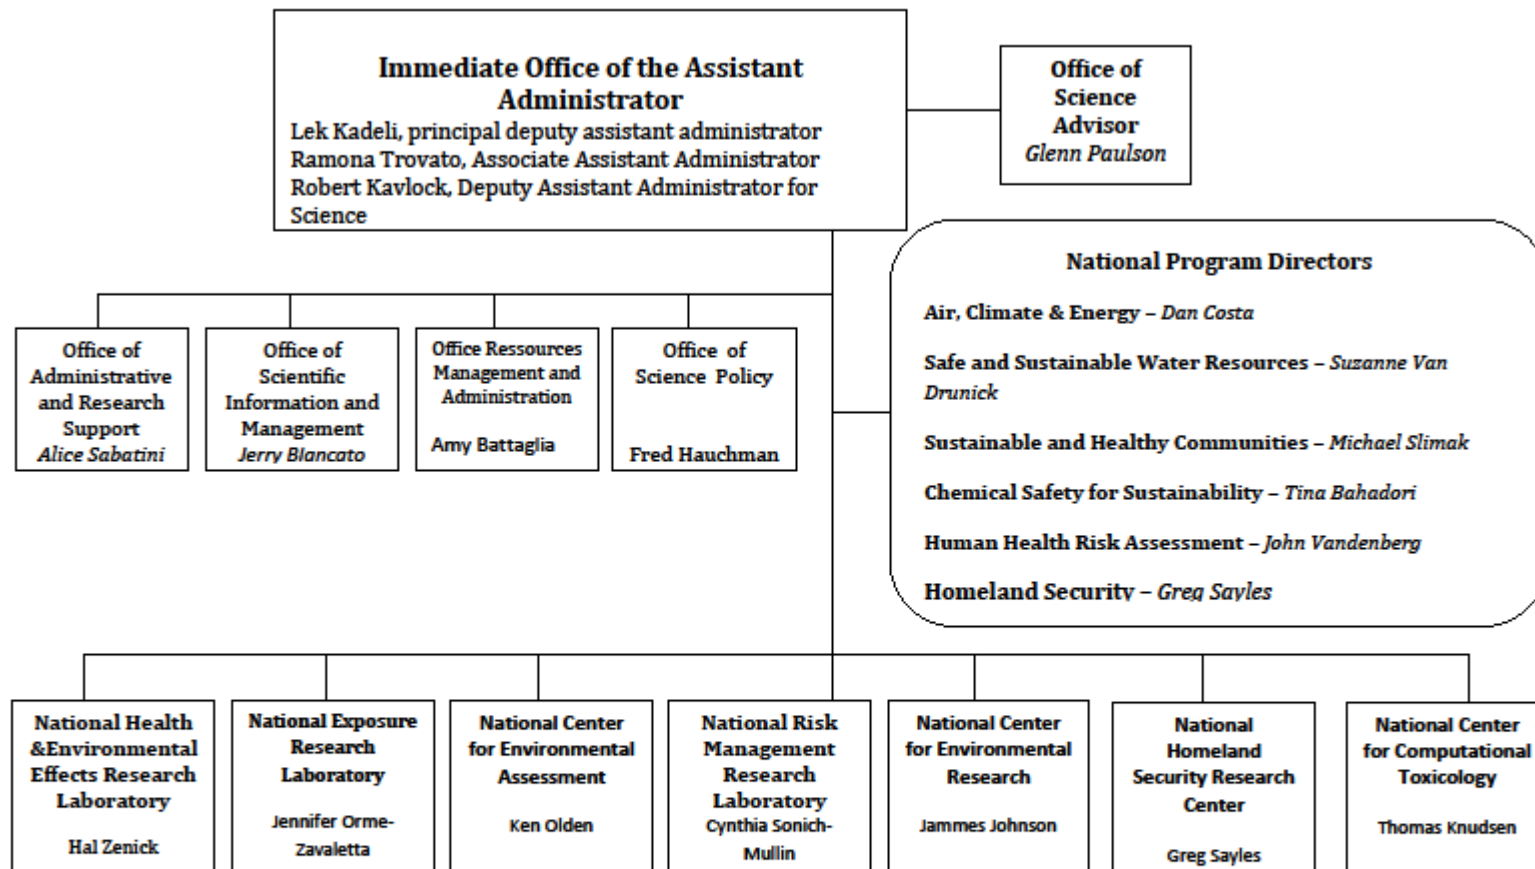 Immediate Office of the Assistant
Administrator
Lek Kadeli, principal deputy assistant administrator
Ramona Trovato, Associate Assistant Administrator
Robert Kavlock, Deputy Assistant Administrator for
Science
Office of
Science
Advisor
Glenn Paulson
National Program Directors
Air, Climate & Energy – Dan Costa
Safe and Sustainable Water Resources – Suzanne Van
Drunick
Sustainable and Healthy Communities – Michael Slimak
Chemical Safety for Sustainability – Tina Bahadori
Human Health Risk Assessment – John Vandenberg
Homeland Security – Greg Sayles
Office of
Administrative
and Research
Support
Alice Sabatini
Office of
Scientific
Information and
Management
Jerry Blancato
Office Ressources
Management and
Administration
Amy Battaglia
Office of
Science Policy
Fred Hauchman
National Health
&Environmental
Effects Research
Laboratory
Hal Zenick
National Exposure
Research
Laboratory
Jennifer Orme-
Zavaletta
National Center
for Environmental
Assessment
Ken Olden
National Risk
Management
Research
Laboratory
Cynthia Sonich-
Mullin
National Center
for Environmental
Research
Jammes Johnson
National
Homeland
Security Research
Center
Greg Sayles
National Center
for Computational
Toxicology
Thomas Knudsen